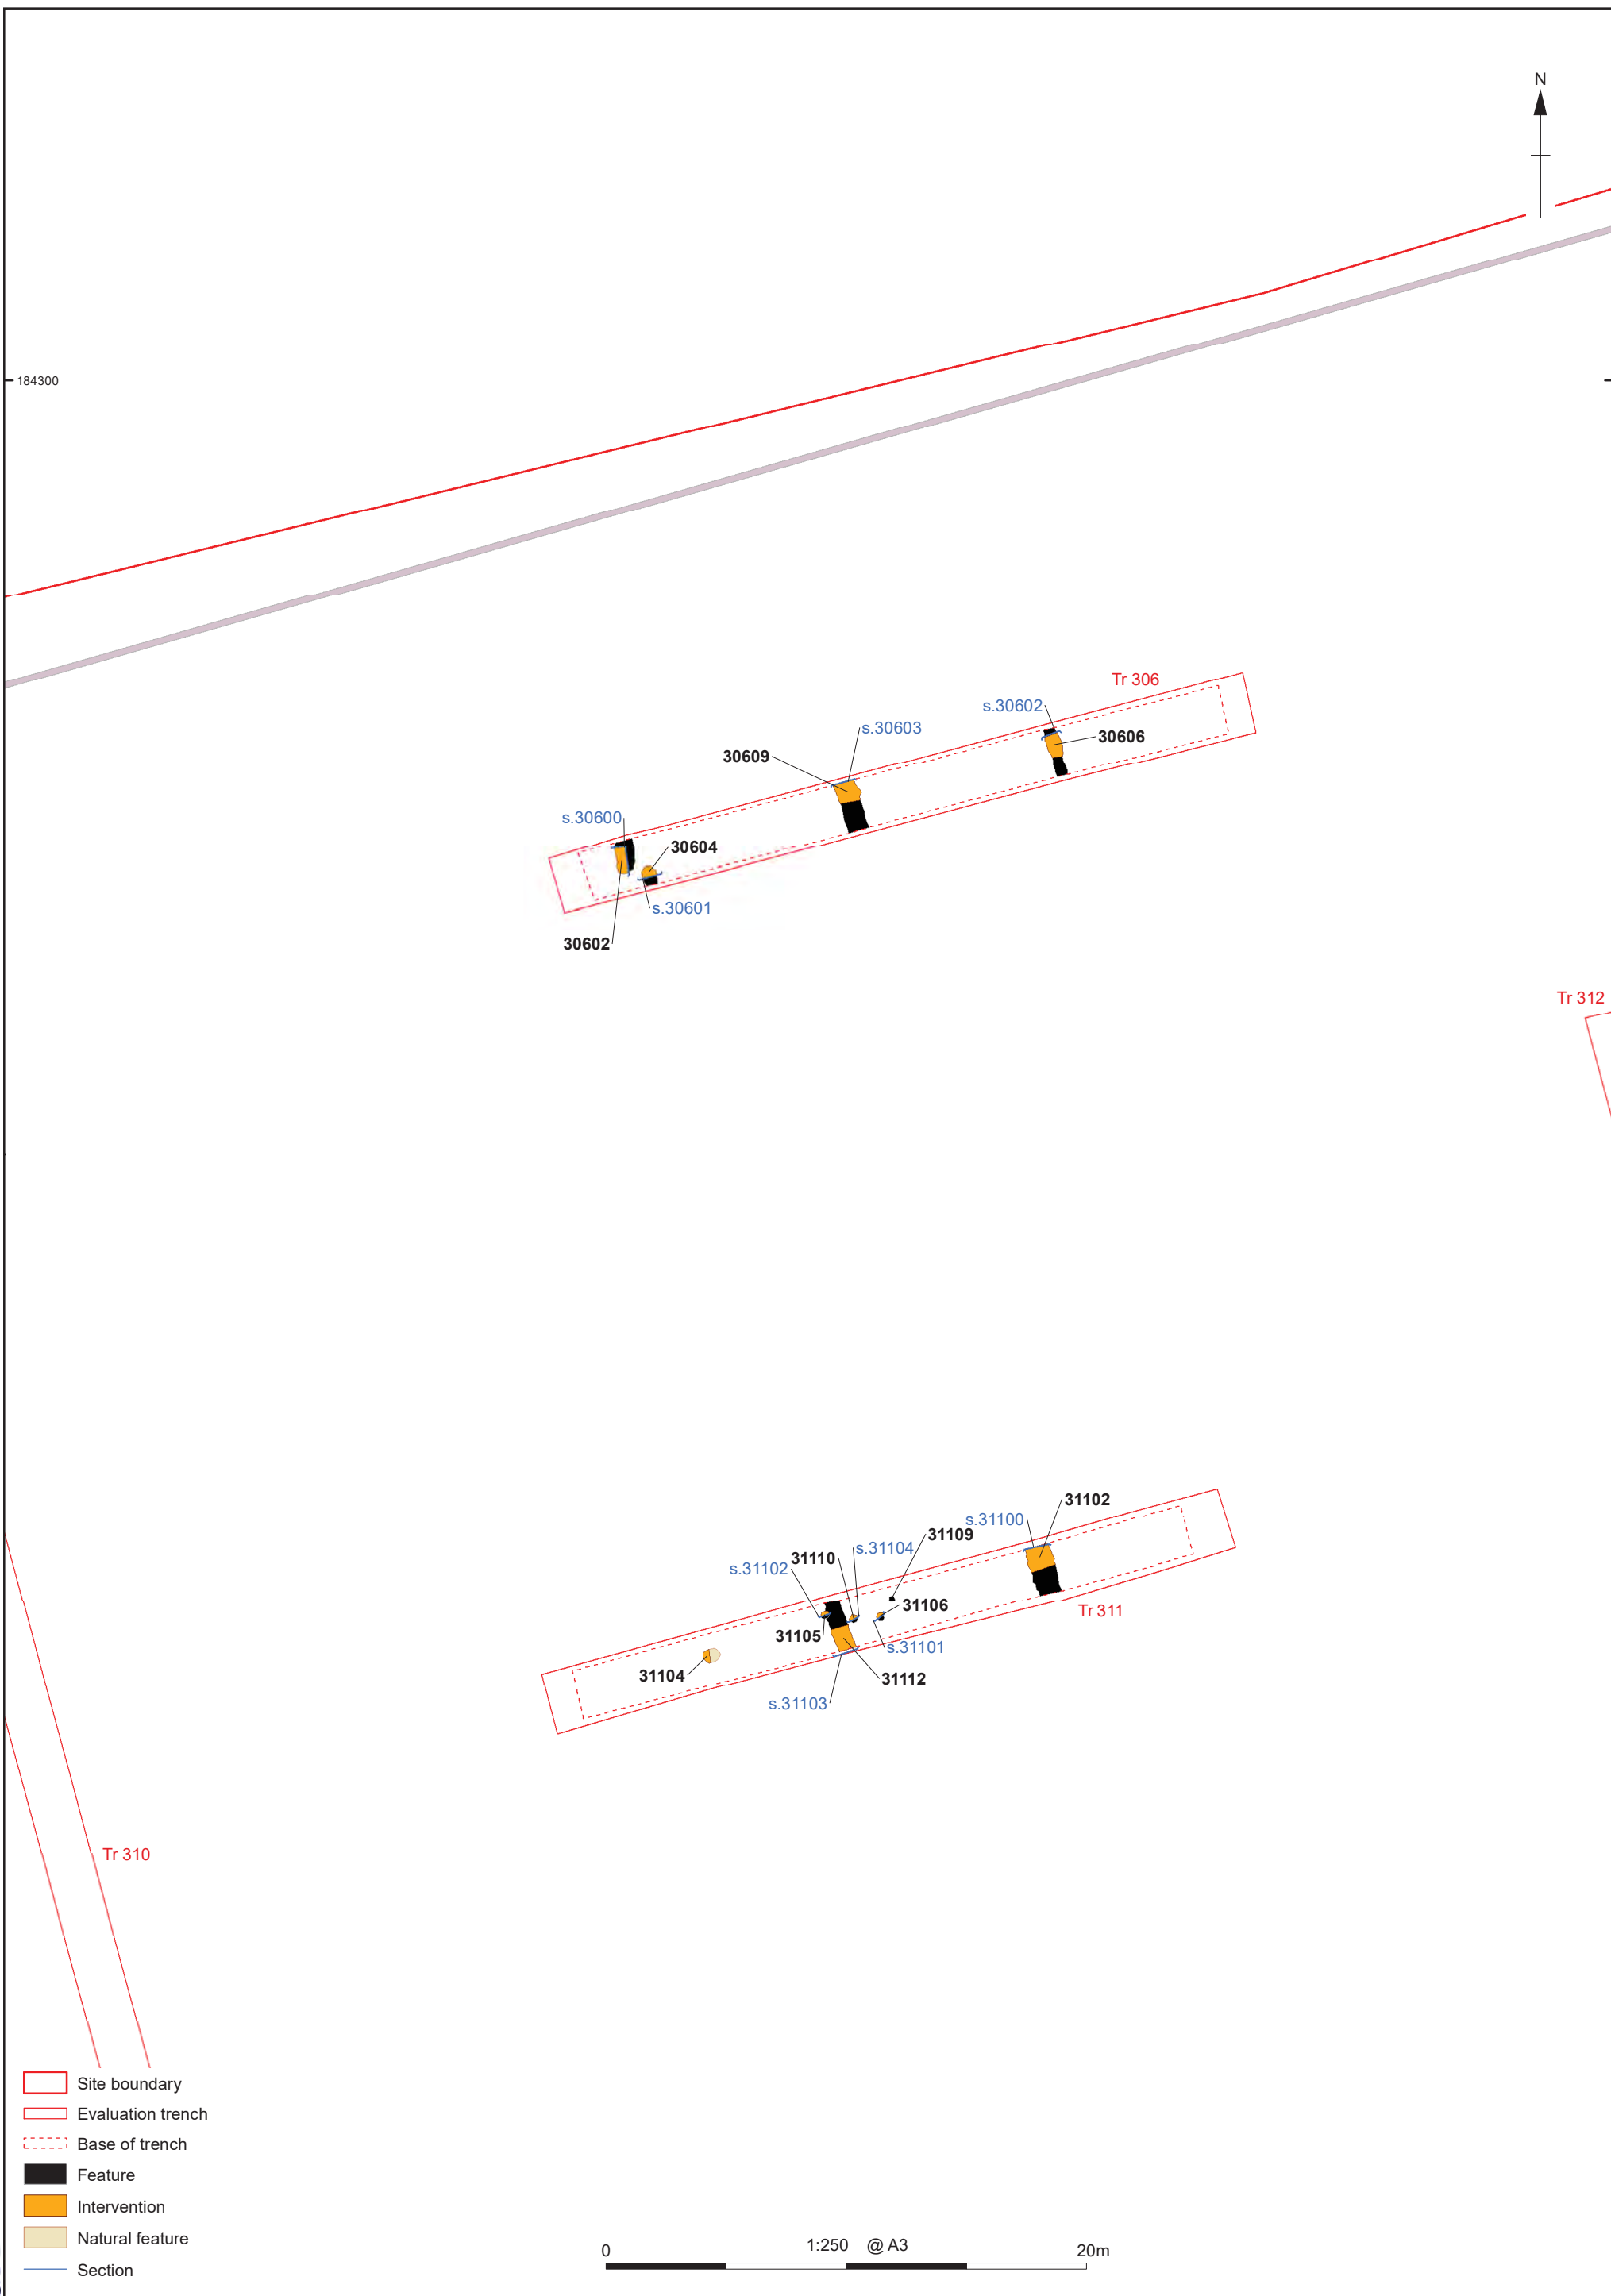 N
184300
Tr 306
s.30602
s.30603
30606
30609
s.30600
30604
s.30601
30602
Tr 312
31102
s.31100
31109
s.31104
31110
s.31102
31106
Tr 311
31105
s.31101
31104
31112
s.31103
Tr 310
Site boundary
Evaluation trench
Base of trench
Feature
Intervention
Natural feature
Section
1:250 @ A3
0 20m